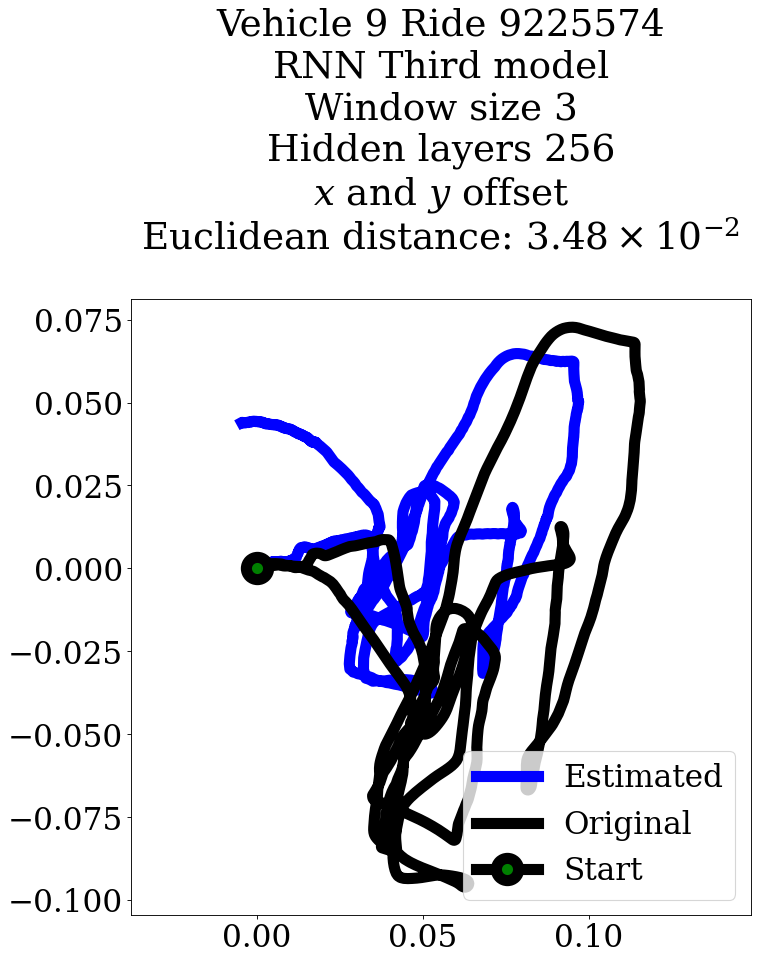 Vehicle 9 Ride 9225574
RNN Third model
Window size 3
Hidden layers 256
x and y offset
Euclidean distance: 3.48 × 10⁻²
0.075
0.050
0.025
0.000
−0.025
−0.050
−0.075
−0.100
0.00 0.05 0.10
Estimated
Original
Start